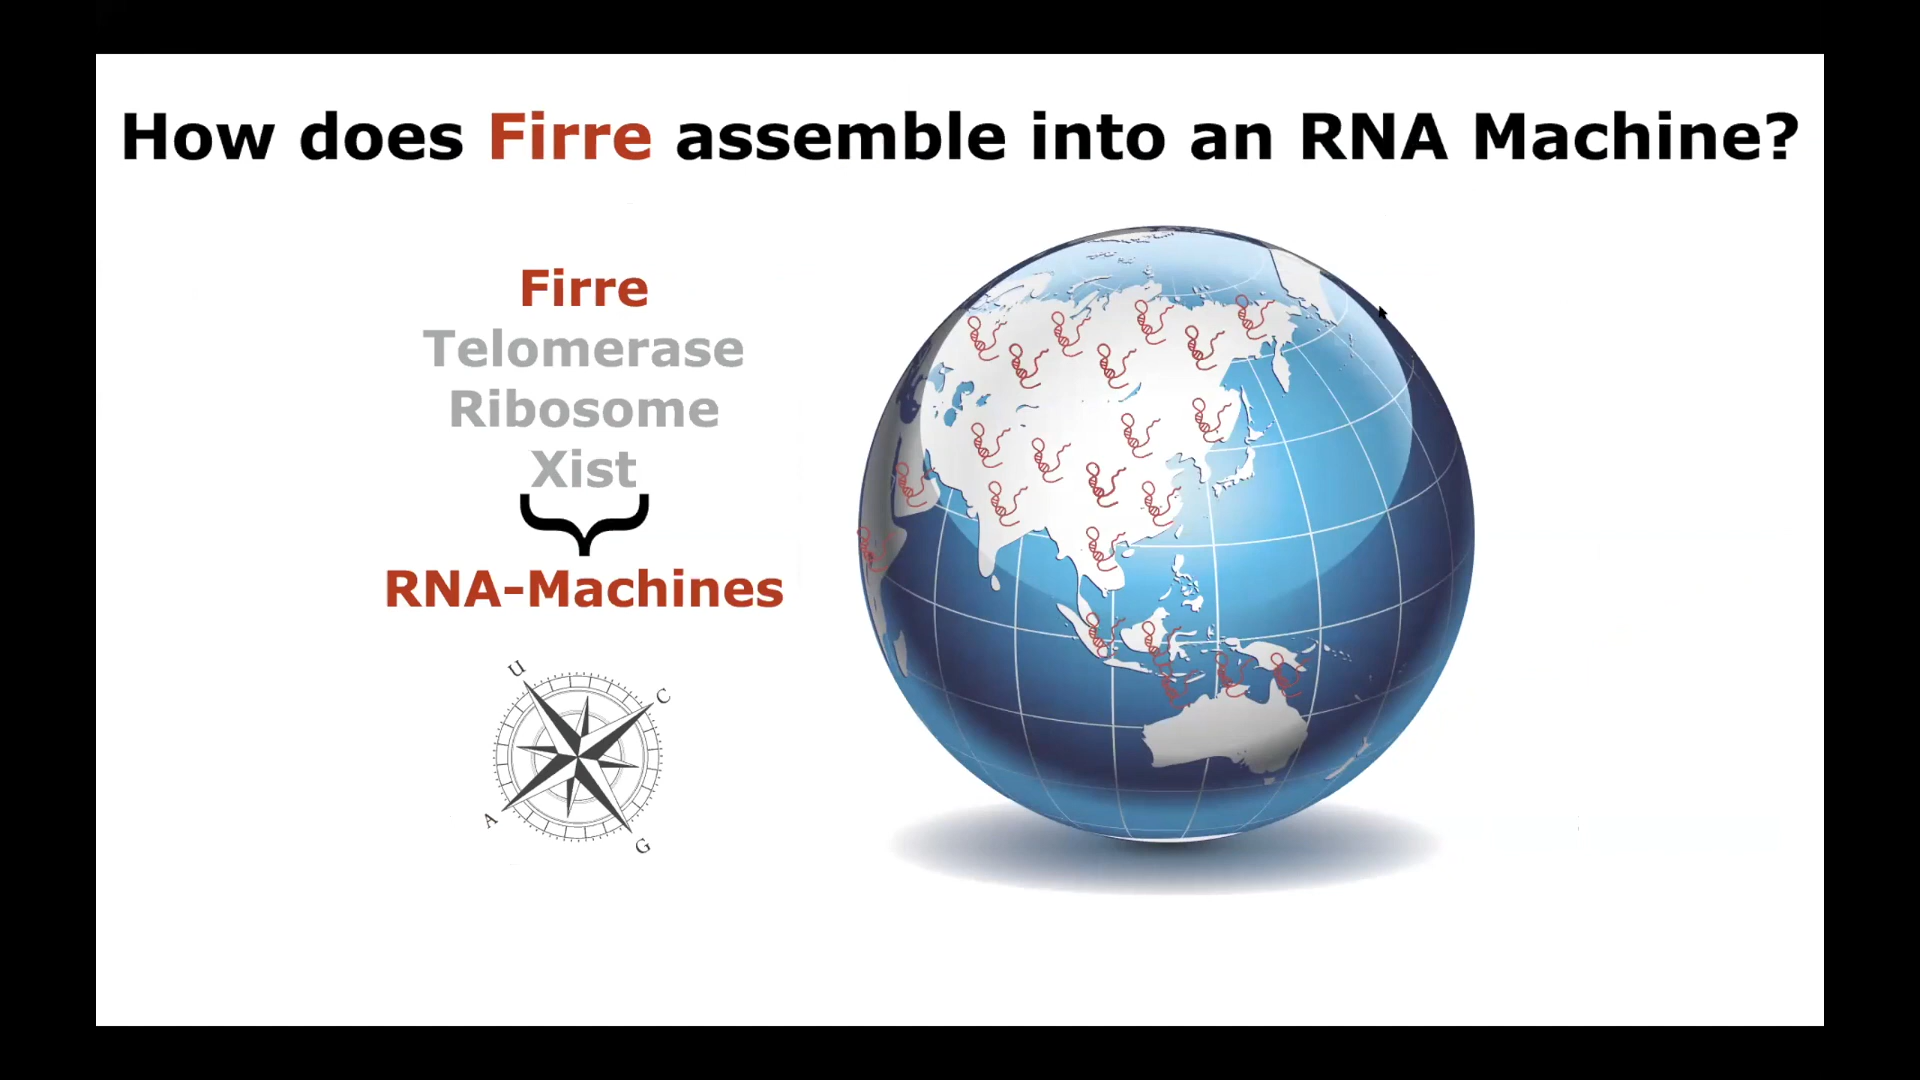 How does Firre assemble into an RNA Machine?
Firre
Telomerase
Ribosome
Xist
}
RNA-Machines
U
C
A
G